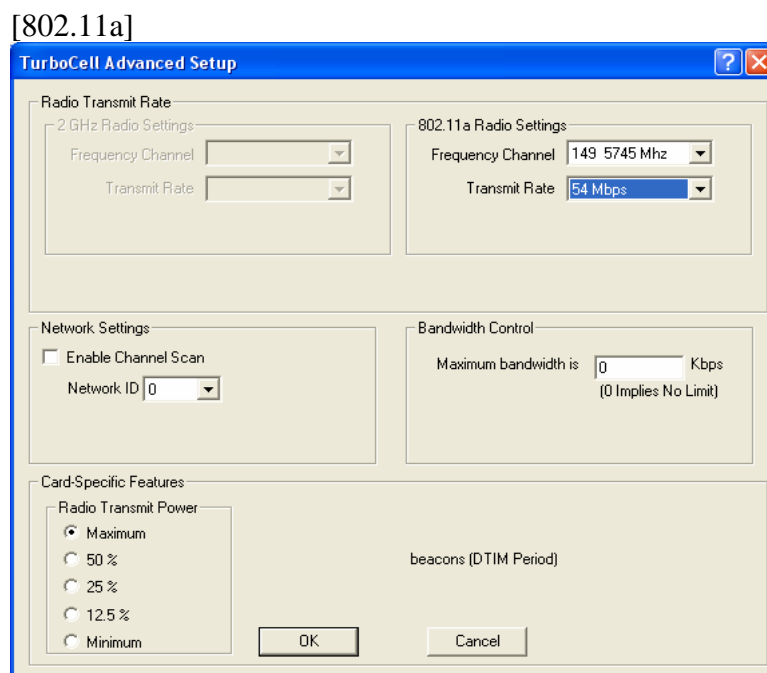 [802.11a]
TurboCell Advanced Setup
Radio Transmit Rate
2 GHz Radio Settings
Frequency Channel
Transmit Rate
802.11a Radio Settings
Frequency Channel 149 5745 Mhz
Transmit Rate 54 Mbps
Network Settings
Enable Channel Scan
Network ID 0
Bandwidth Control
Maximum bandwidth is 0 Kbps
(0 Implies No Limit)
Card-Specific Features
Radio Transmit Power
Maximum
50 %
25 %
12.5 %
Minimum
beacons (DTIM Period)
OK
Cancel